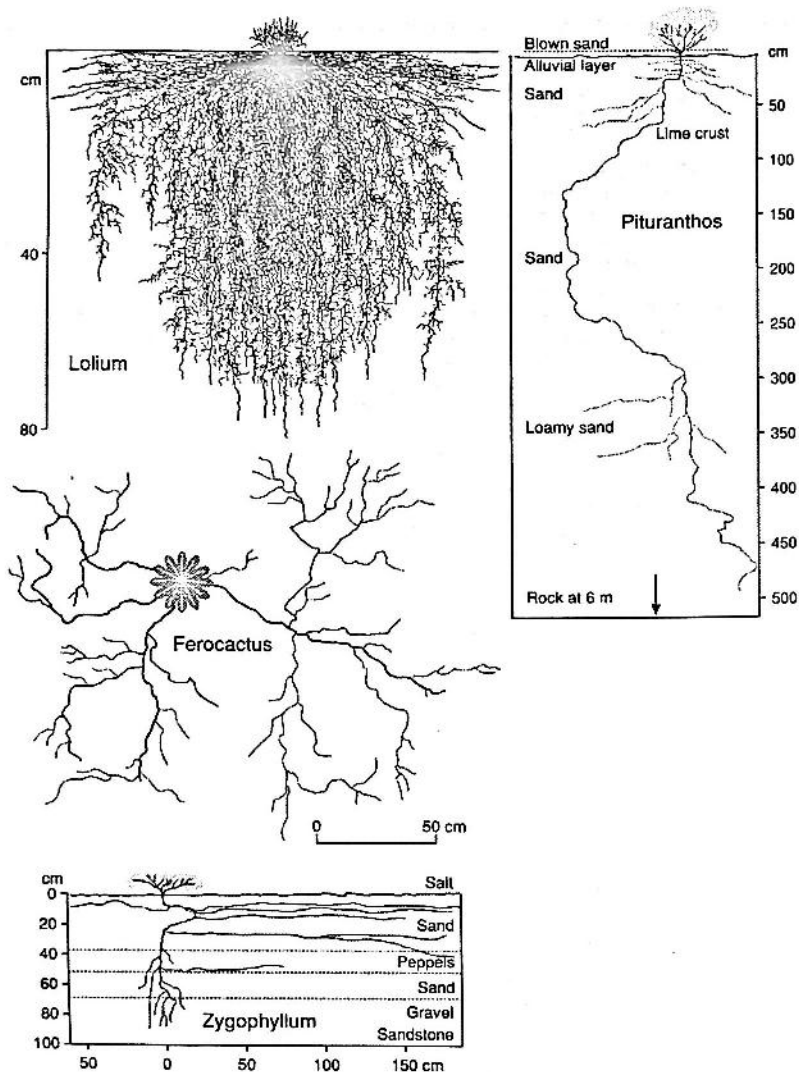 cm
40
Lolium
80
Blown sand
cm
Alluvial layer
Sand
50
Lime crust
100
150
Pituranthos
Sand
200
250
300
Loamy sand
350
400
450
Rock at 6 m
500
Ferocactus
0 50 cm
cm
Salt
0
20
Sand
40
Peppels
60
Sand
80
Zygophyllum
Gravel
Sandstone
100
50 0 50 100 150 cm